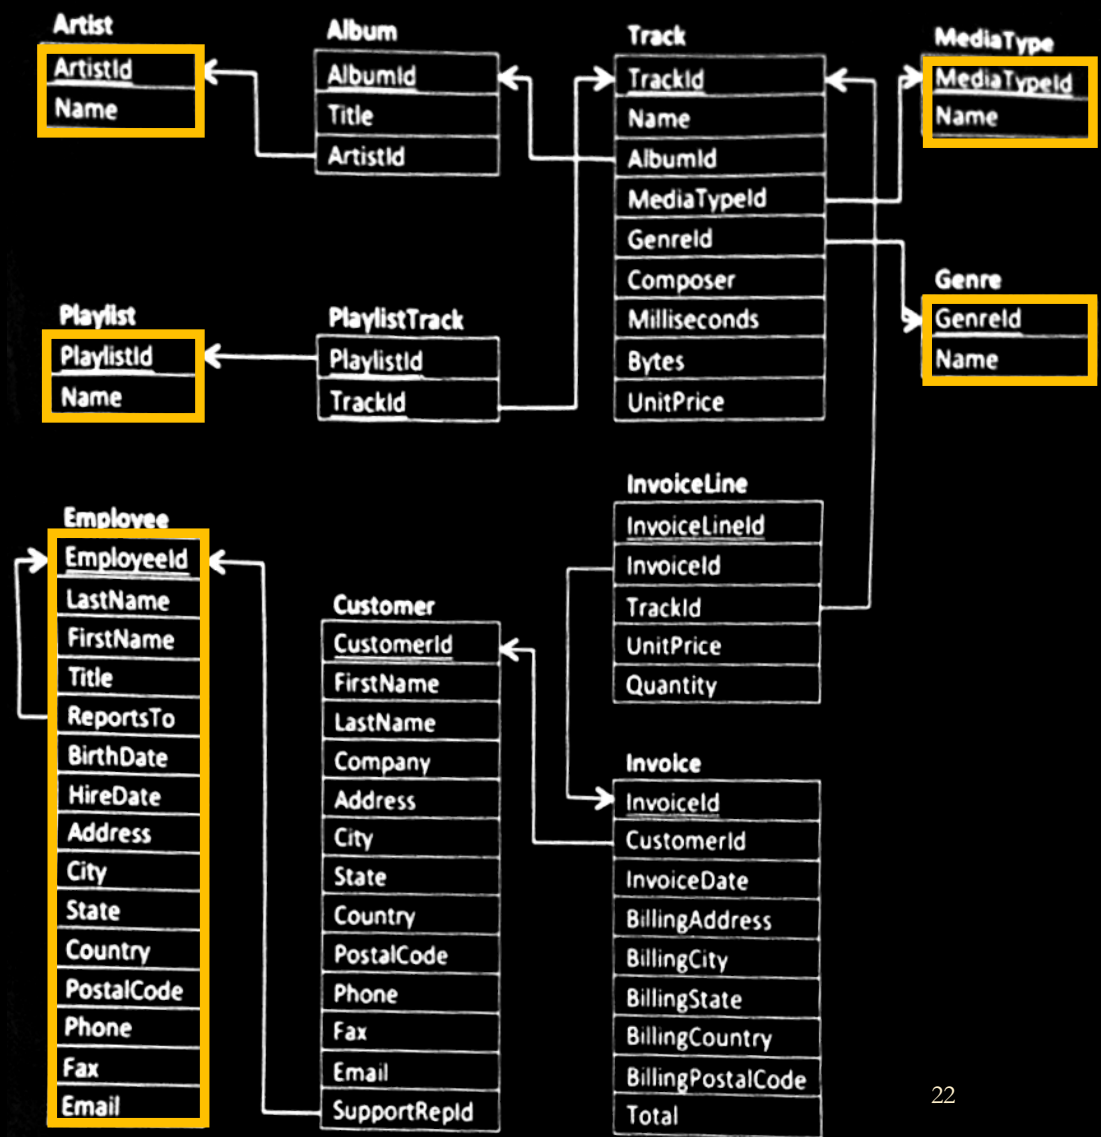 Artist
ArtistId
Name
Album
AlbumId
Title
ArtistId
Track
TrackId
Name
AlbumId
MediaTypeId
GenreId
Composer
Milliseconds
Bytes
UnitPrice
MediaType
MediaTypeId
Name
Genre
GenreId
Name
Playlist
PlaylistId
Name
PlaylistTrack
PlaylistId
TrackId
Employee
EmployeeId
LastName
FirstName
Title
ReportsTo
BirthDate
HireDate
Address
City
State
Country
PostalCode
Phone
Fax
Email
Customer
CustomerId
FirstName
LastName
Company
Address
City
State
Country
PostalCode
Phone
Fax
Email
SupportRepId
InvoiceLine
InvoiceLineId
InvoiceId
TrackId
UnitPrice
Quantity
Invoice
InvoiceId
CustomerId
InvoiceDate
BillingAddress
BillingCity
BillingState
BillingCountry
BillingPostalCode
Total
22